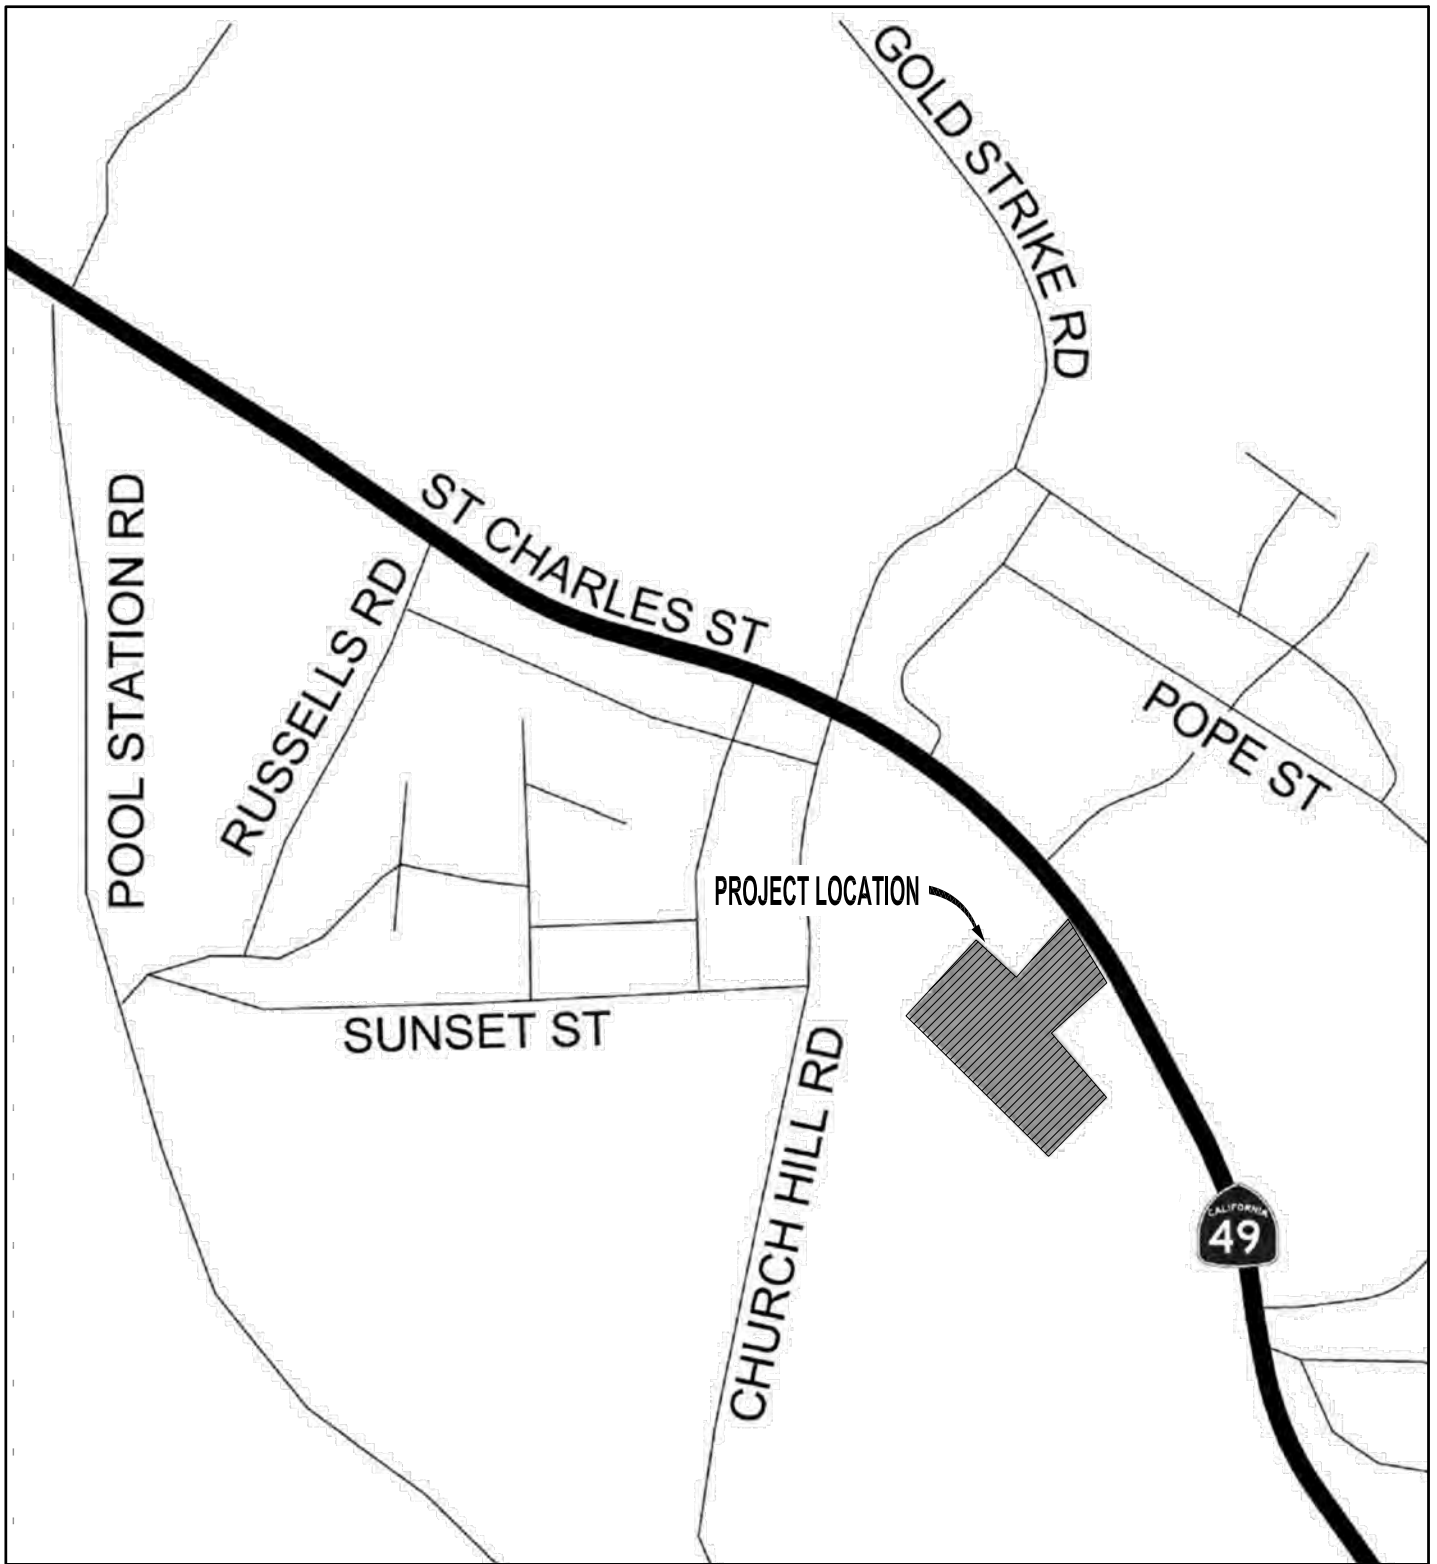 GOLD STRIKE RD
ST CHARLES ST
POOL STATION RD
RUSSELLS RD
POPE ST
PROJECT LOCATION
SUNSET ST
CHURCH HILL RD
CALIFORNIA
49